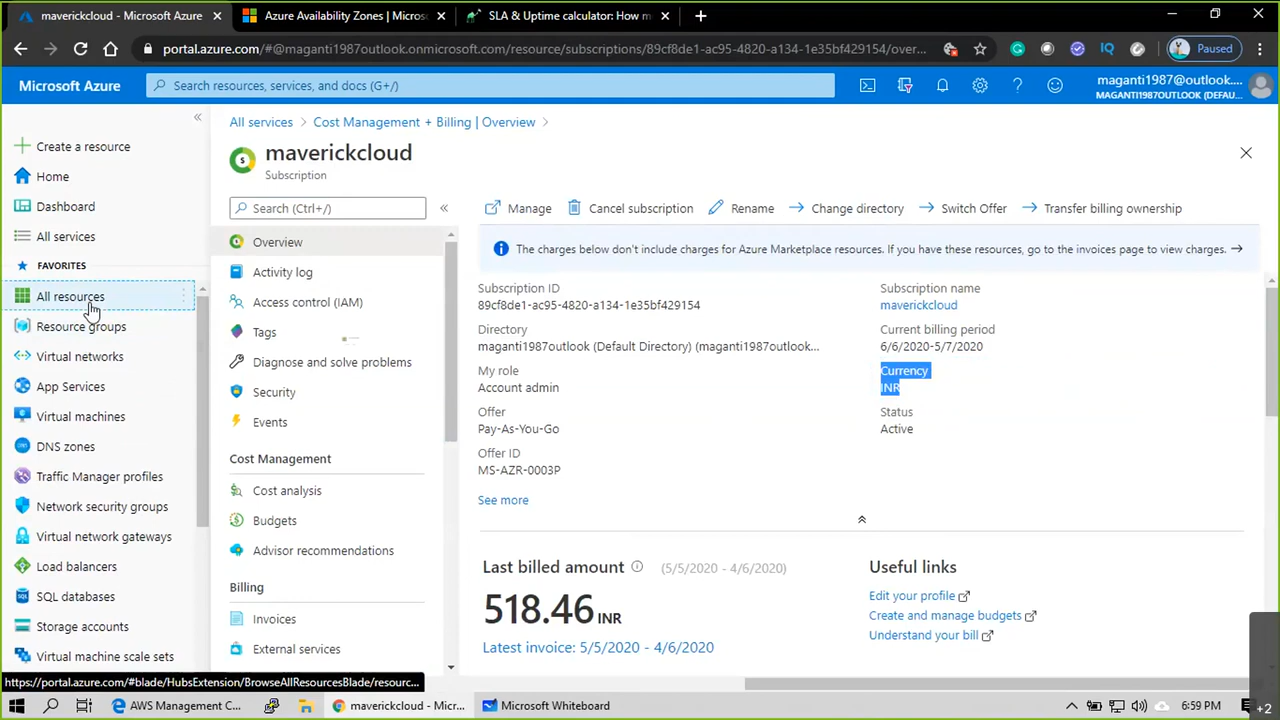 maverickcloud - Microsoft Azure
Azure Availability Zones | Micros
SLA & Uptime calculator: How m
portal.azure.com/#@maganti1987outlook.onmicrosoft.com/resource/subscriptions/89cf8de1-ac95-4820-a134-1e35bf429154/over...
IQ
Paused
Microsoft Azure
Search resources, services, and docs (G+/)
maganti1987@outlook....
MAGANTI1987OUTLOOK (DEFAU...
Create a resource
Home
Dashboard
All services
FAVORITES
All resources
Resource groups
Virtual networks
App Services
Virtual machines
DNS zones
Traffic Manager profiles
Network security groups
Virtual network gateways
Load balancers
SQL databases
Storage accounts
Virtual machine scale sets
All services > Cost Management + Billing | Overview >
maverickcloud
Subscription
Search (Ctrl+/)
Overview
Activity log
Access control (IAM)
Tags
Diagnose and solve problems
Security
Events
Cost Management
Cost analysis
Budgets
Advisor recommendations
Billing
Invoices
External services
Manage
Cancel subscription
Rename
Change directory
Switch Offer
Transfer billing ownership
The charges below don't include charges for Azure Marketplace resources. If you have these resources, go to the invoices page to view charges.
Subscription ID
89cf8de1-ac95-4820-a134-1e35bf429154
Directory
maganti1987outlook (Default Directory) (maganti1987outlook...
My role
Account admin
Offer
Pay-As-You-Go
Offer ID
MS-AZR-0003P
See more
Subscription name
maverickcloud
Current billing period
6/6/2020-5/7/2020
Currency
INR
Status
Active
Last billed amount (5/5/2020 - 4/6/2020)
518.46 INR
Latest invoice: 5/5/2020 - 4/6/2020
Useful links
Edit your profile
Create and manage budgets
Understand your bill
https://portal.azure.com/#blade/HubsExtension/BrowseAllResourcesBlade/resourc...
AWS Management C...
maverickcloud - Micr...
Microsoft Whiteboard
6:59 PM
+2